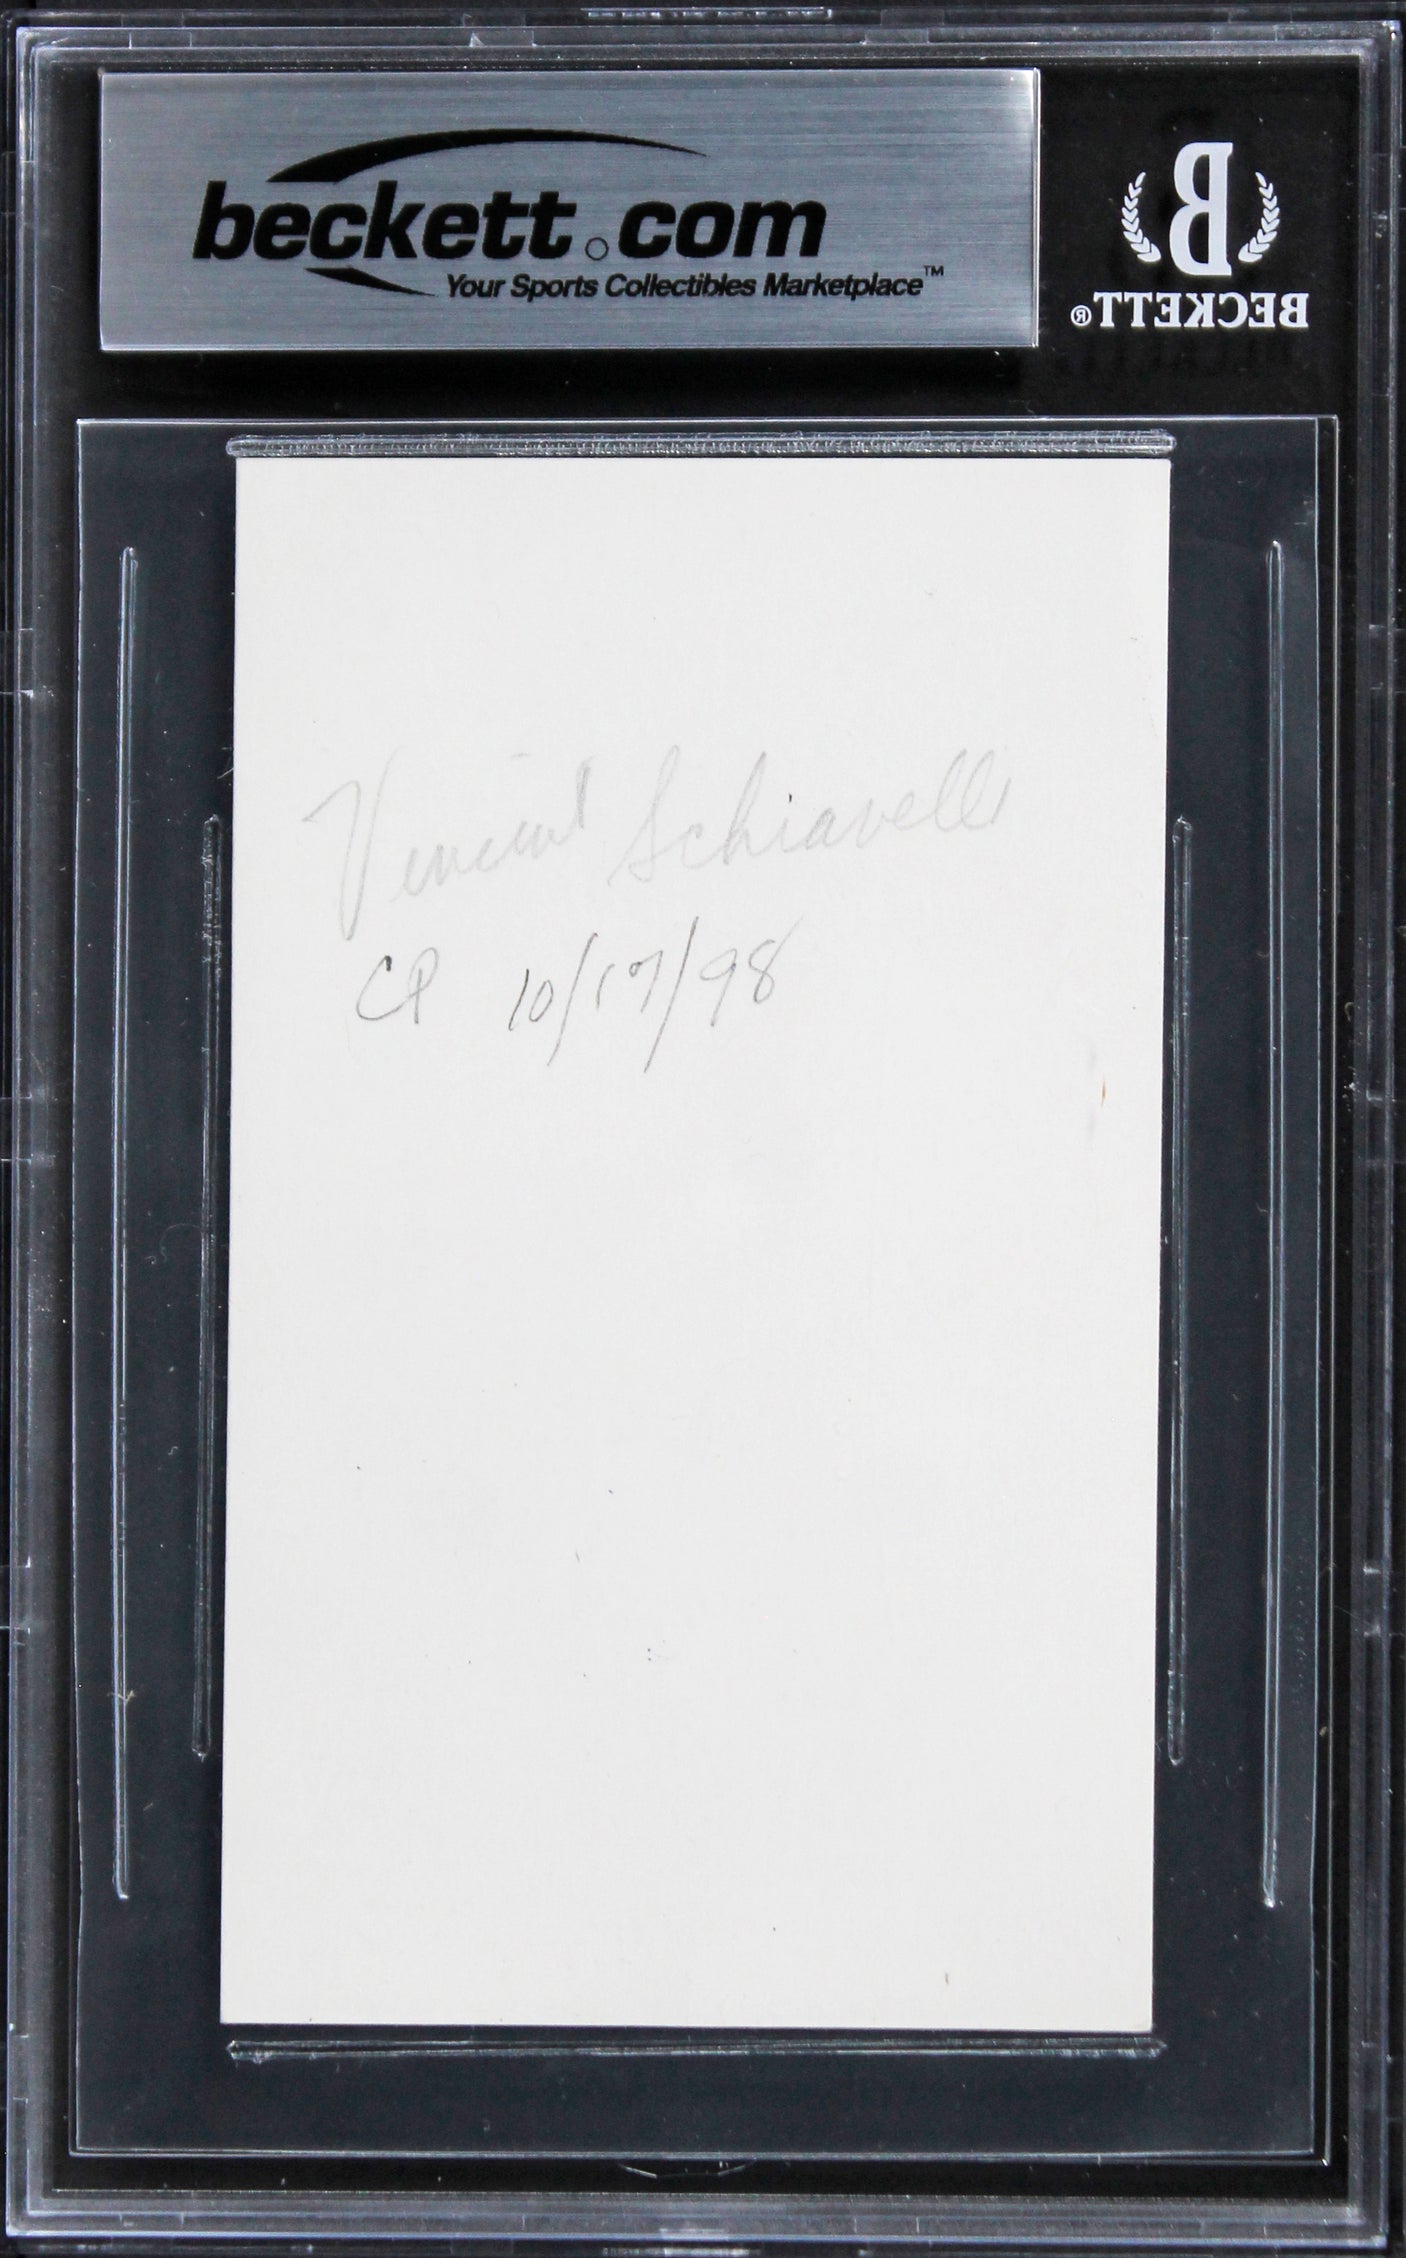 beckett.com
Your Sports Collectibles Marketplace™
BECKETT®
Vincent Schiavelli
CP 10/17/98